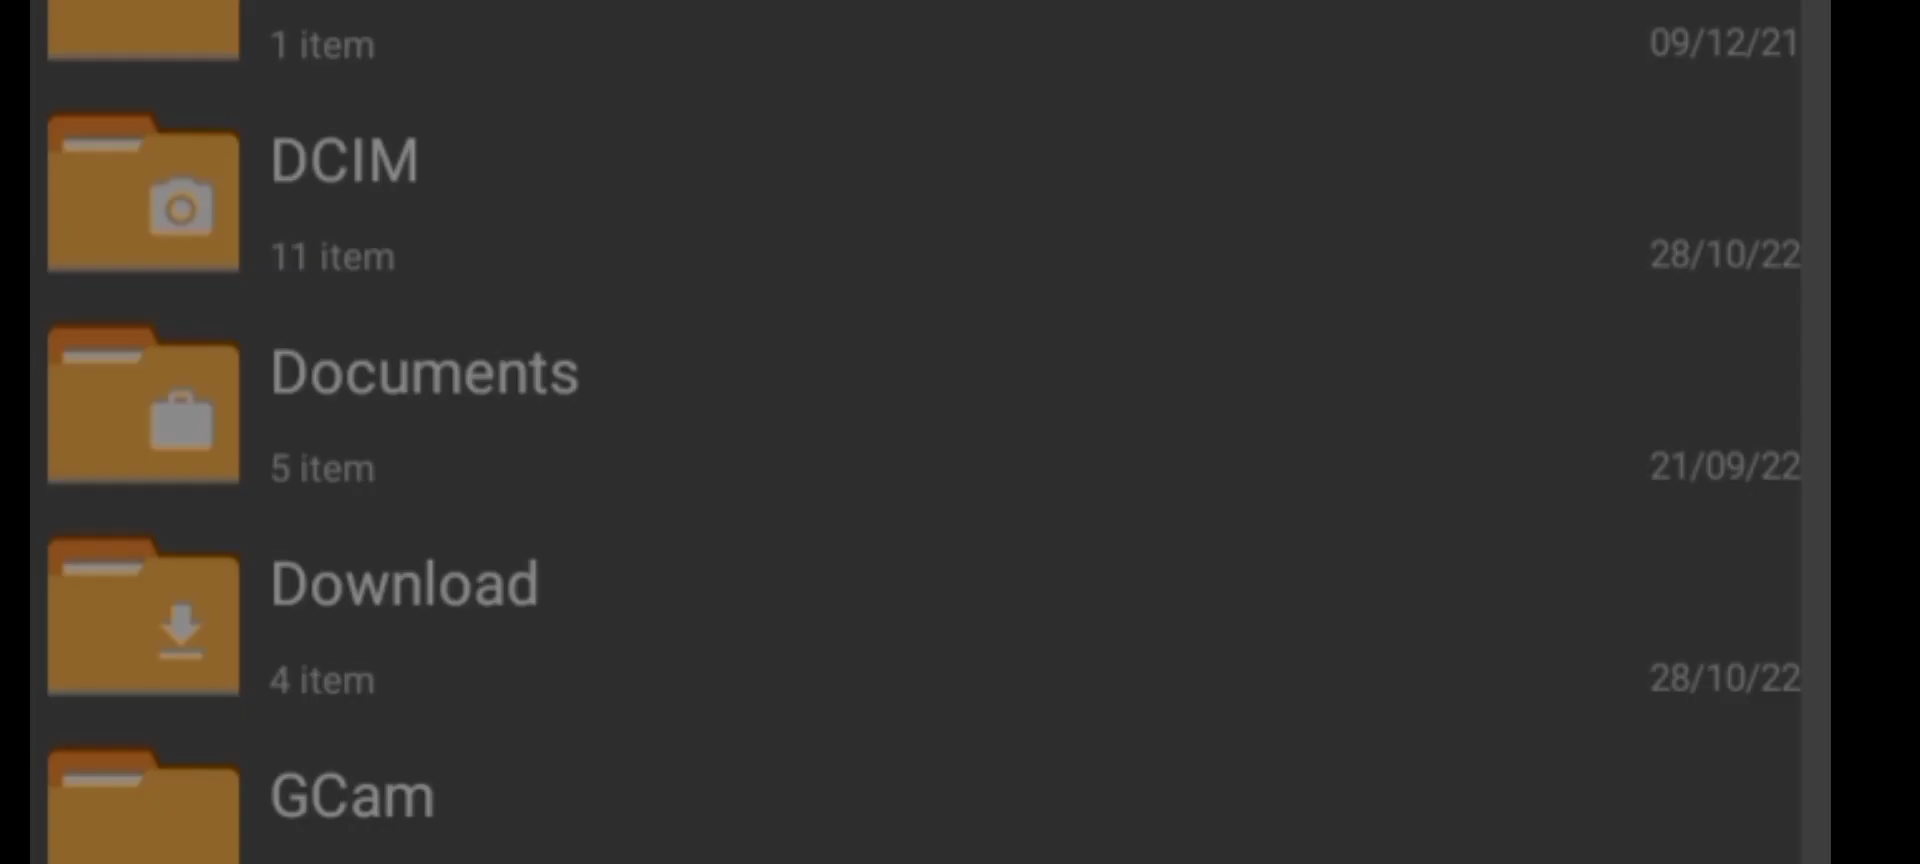 1 item
09/12/21
DCIM
11 item
28/10/22
Documents
5 item
21/09/22
Download
4 item
28/10/22
GCam